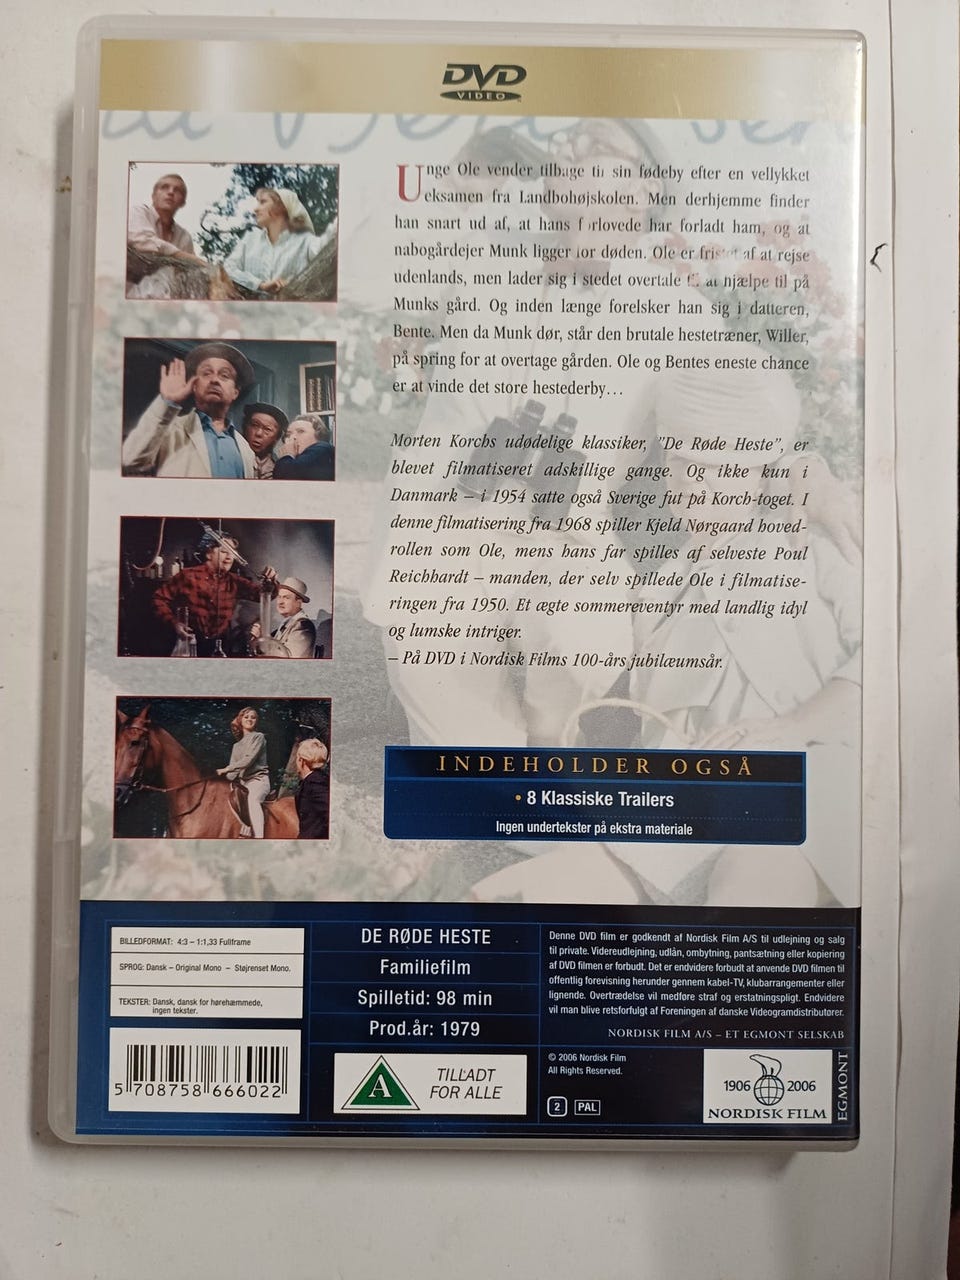 DVD
VIDEO
Unge Ole vender tilbage til sin fødeby efter en vellykket
eksamen fra Landbohøjskolen. Men derhjemme finder
han snart ud af, at hans forlovede har forladt ham, og at
nabogårdejer Munk ligger for døden. Ole er fristet af at rejse
udenlands, men lader sig i stedet overtale til at hjælpe til på
Munks gård. Og inden længe forelsker han sig i datteren,
Bente. Men da Munk dør, står den brutale hestetræner, Willer,
på spring for at overtage gården. Ole og Bentes eneste chance
er at vinde det store hestederby...
Morten Korchs udødelige klassiker, "De Røde Heste", er
blevet filmatiseret adskillige gange. Og ikke kun i
Danmark – i 1954 satte også Sverige fut på Korch-toget. I
denne filmatisering fra 1968 spiller Kjeld Nørgaard hoved-
rollen som Ole, mens hans far spilles af selveste Poul
Reichhardt – manden, der selv spillede Ole i filmatise-
ringen fra 1950. Et ægte sommereventyr med landlig idyl
og lumske intriger.
– På DVD i Nordisk Films 100-års jubilæumsår.
INDEHOLDER OGSÅ
• 8 Klassiske Trailers
Ingen undertekster på ekstra materiale
BILLEDFORMAT: 4:3 – 1:1,33 Fullframe
SPROG: Dansk – Original Mono – Støjrenset Mono.
TEKSTER: Dansk, dansk for hørehæmmede,
ingen tekster.
5 708758 666022
DE RØDE HESTE
Familiefilm
Spilletid: 98 min
Prod.år: 1979
A
TILLADT
FOR ALLE
Denne DVD film er godkendt af Nordisk Film A/S til udlejning og salg
til private. Videreudlejning, udlån, ombytning, pantsætning eller kopiering
af DVD filmen er forbudt. Det er endvidere forbudt at anvende DVD filmen til
offentlig forevisning herunder gennem kabel-TV, klubarrangementer eller
lignende. Overtrædelse vil medføre straf og erstatningspligt. Endvidere
vil man blive retsforfulgt af Foreningen af danske Videogramdistributører.
NORDISK FILM A/S – ET EGMONT SELSKAB
© 2006 Nordisk Film
All Rights Reserved.
2 PAL
1906 2006
NORDISK FILM
EGMONT